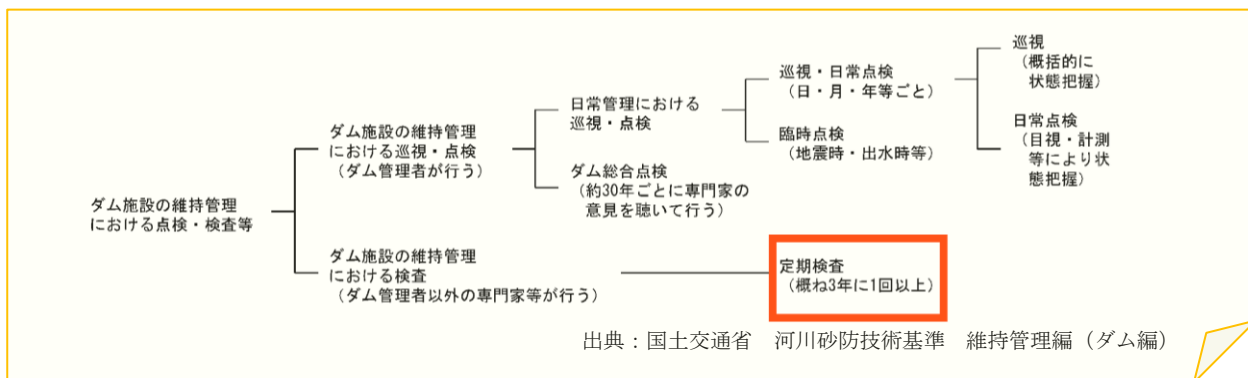 ダム施設の維持管理
における点検・検査等
ダム施設の維持管理
における巡視・点検
（ダム管理者が行う）
日常管理における
巡視・点検
巡視・日常点検
（日・月・年等ごと）
巡視
（概括的に
状態把握）
日常点検
（目視・計測
等により状
態把握）
臨時点検
（地震時・出水時等）
ダム総合点検
（約30年ごとに専門家の
意見を聴いて行う）
ダム施設の維持管理
における検査
（ダム管理者以外の専門家等が行う）
定期検査
（概ね3年に1回以上）
出典：国土交通省　河川砂防技術基準　維持管理編（ダム編）